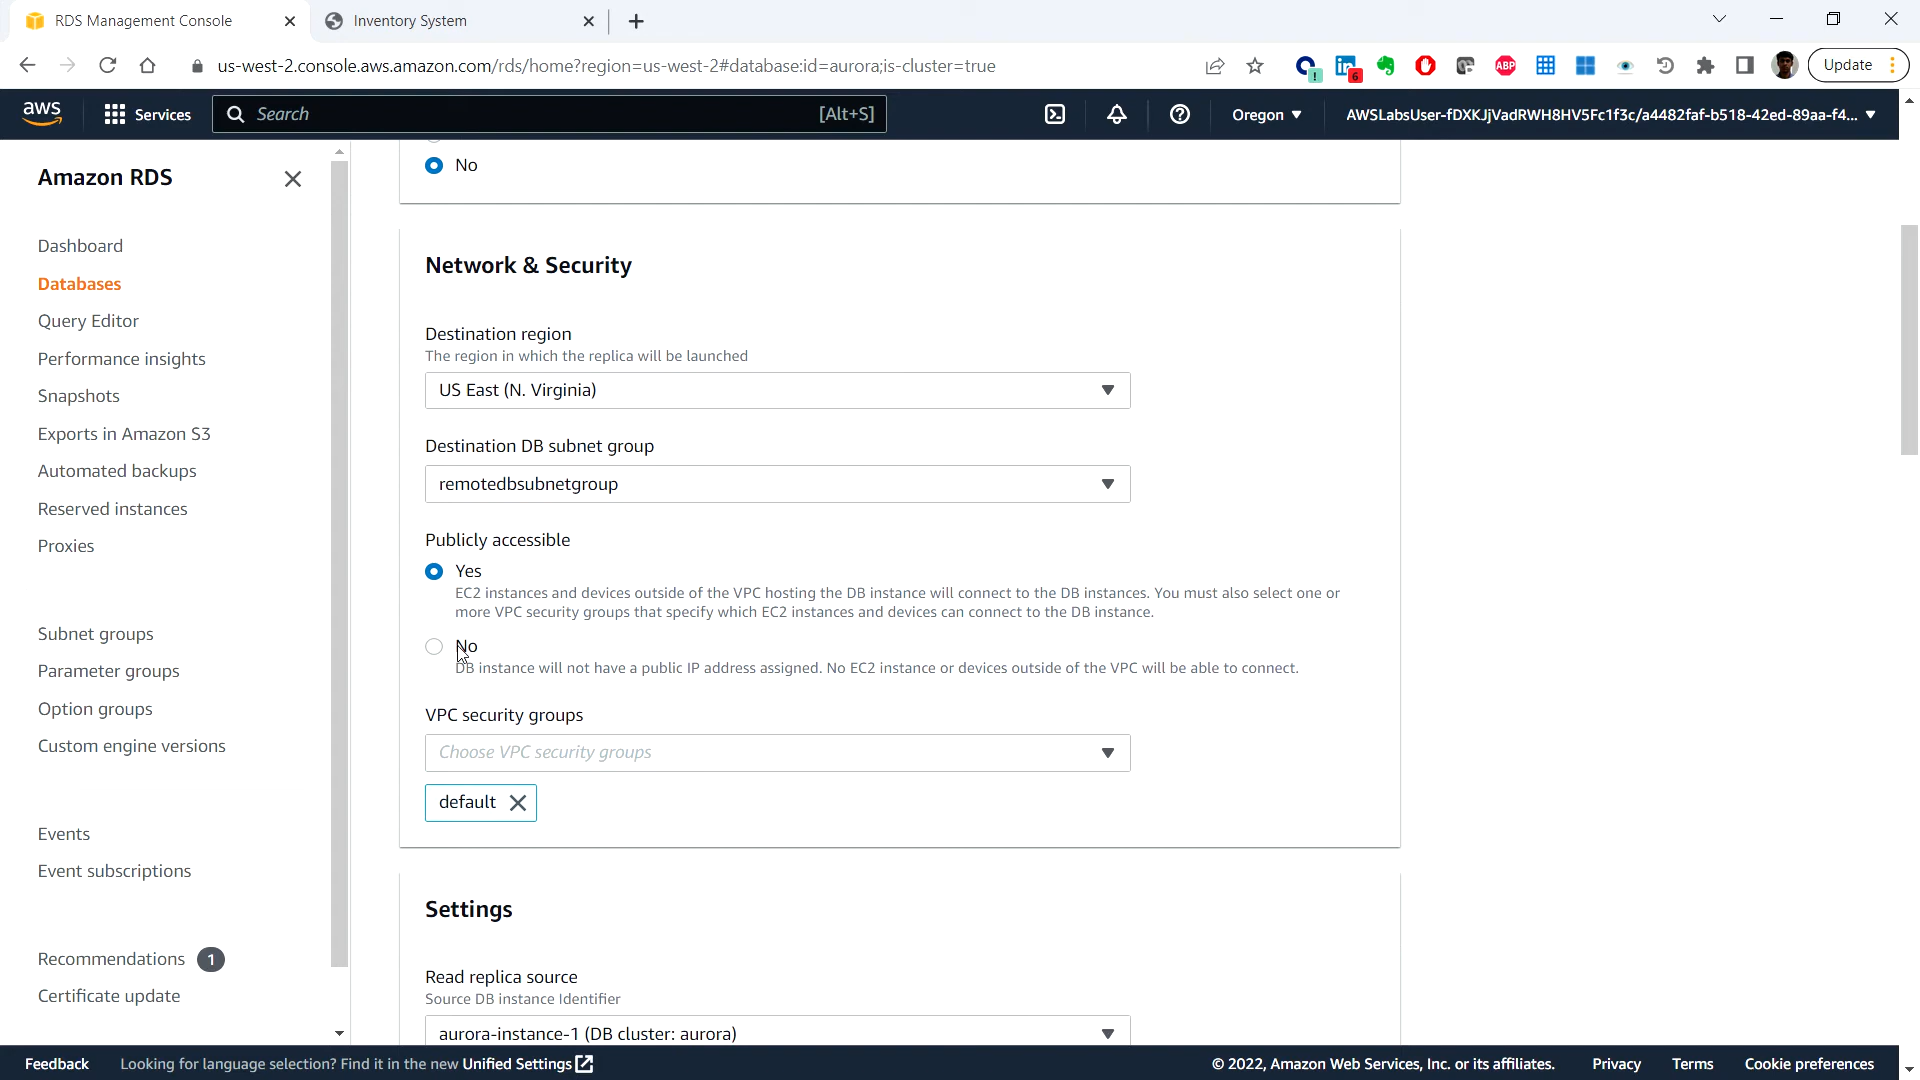 RDS Management Console
Inventory System
us-west-2.console.aws.amazon.com/rds/home?region=us-west-2#database:id=aurora;is-cluster=true
6
ABP
Update
aws
Services
Search
[Alt+S]
Oregon
AWSLabsUser-fDXKJjVadRWH8HV5Fc1f3c/a4482faf-b518-42ed-89aa-f4...
Amazon RDS
Dashboard
Databases
Query Editor
Performance insights
Snapshots
Exports in Amazon S3
Automated backups
Reserved instances
Proxies
Subnet groups
Parameter groups
Option groups
Custom engine versions
Events
Event subscriptions
Recommendations 1
Certificate update
No
Network & Security
Destination region
The region in which the replica will be launched
US East (N. Virginia)
Destination DB subnet group
remotedbsubnetgroup
Publicly accessible
Yes
EC2 instances and devices outside of the VPC hosting the DB instance will connect to the DB instances. You must also select one or
more VPC security groups that specify which EC2 instances and devices can connect to the DB instance.
No
DB instance will not have a public IP address assigned. No EC2 instance or devices outside of the VPC will be able to connect.
VPC security groups
Choose VPC security groups
default
Settings
Read replica source
Source DB instance Identifier
aurora-instance-1 (DB cluster: aurora)
Feedback
Looking for language selection? Find it in the new Unified Settings
© 2022, Amazon Web Services, Inc. or its affiliates.
Privacy
Terms
Cookie preferences